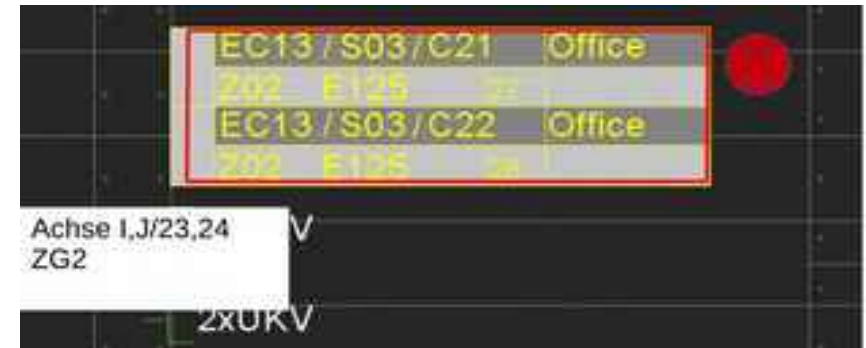 EC13 / S03 / C21 Office
Z02 E125
EC13 / S03 / C22 Office
Z02 E125
Achse I,J/23,24
ZG2
V
2xUKV